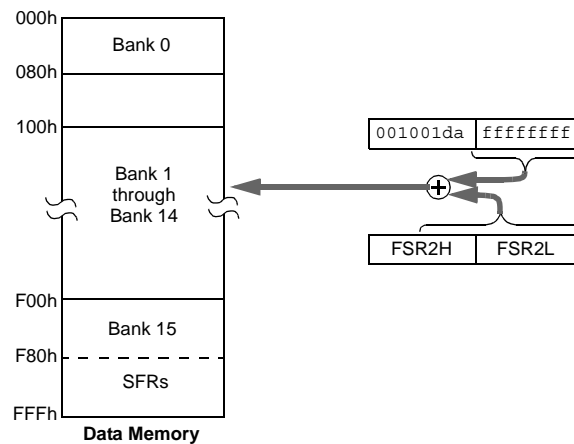 000h
Bank 0
080h
100h
001001da ffffffff
Bank 1
through
Bank 14
FSR2H FSR2L
F00h
Bank 15
F80h
SFRs
FFFh
Data Memory